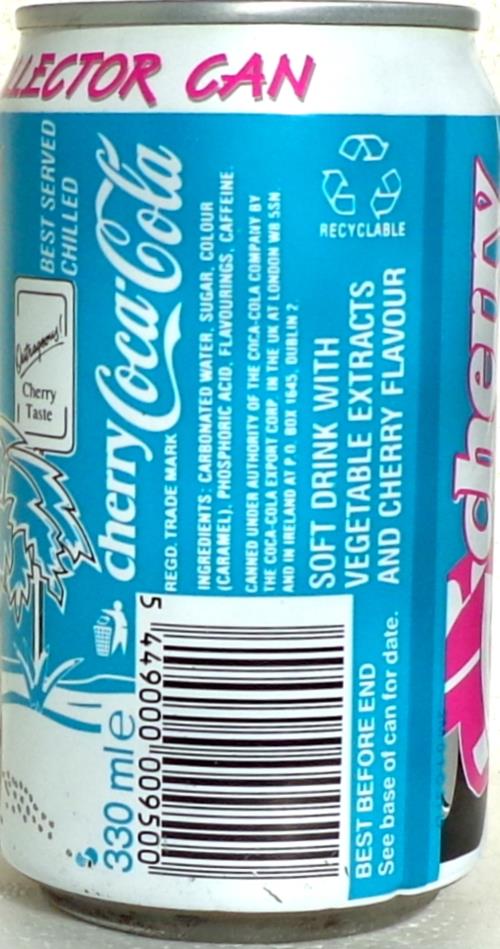 LLECTOR CAN
BEST SERVED
CHILLED
Outrageous!
Cherry
Taste
cherry Coca-Cola
REGD. TRADE MARK
INGREDIENTS: CARBONATED WATER, SUGAR, COLOUR
(CARAMEL), PHOSPHORIC ACID, FLAVOURINGS, CAFFEINE.
CANNED UNDER AUTHORITY OF THE COCA-COLA COMPANY BY
THE COCA-COLA EXPORT CORP. IN THE UK AT LONDON W6 5SN.
AND IN IRELAND AT P.O. BOX 1645, DUBLIN 2.
SOFT DRINK WITH
VEGETABLE EXTRACTS
AND CHERRY FLAVOUR
RECYCLABLE
330 ml e
5 449000 009500
BEST BEFORE END
See base of can for date.
cherry